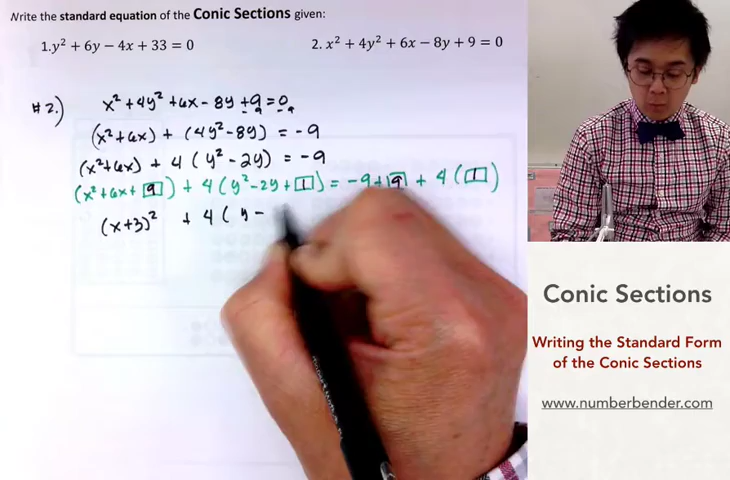 Write the standard equation of the Conic Sections given:
1.y² + 6y − 4x + 33 = 0 2. x² + 4y² + 6x − 8y + 9 = 0
#2.) x² + 4y² + 6x − 8y + 9 = 0
−9 −9
(x² + 6x) + (4y² − 8y) = −9
(x² + 6x) + 4 (y² − 2y) = −9
(x² + 6x + 9) + 4 (y² − 2y + 1) = −9 + 9 + 4 (1)
(x+3)² + 4 ( y −
Conic Sections
Writing the Standard Form
of the Conic Sections
www.numberbender.com